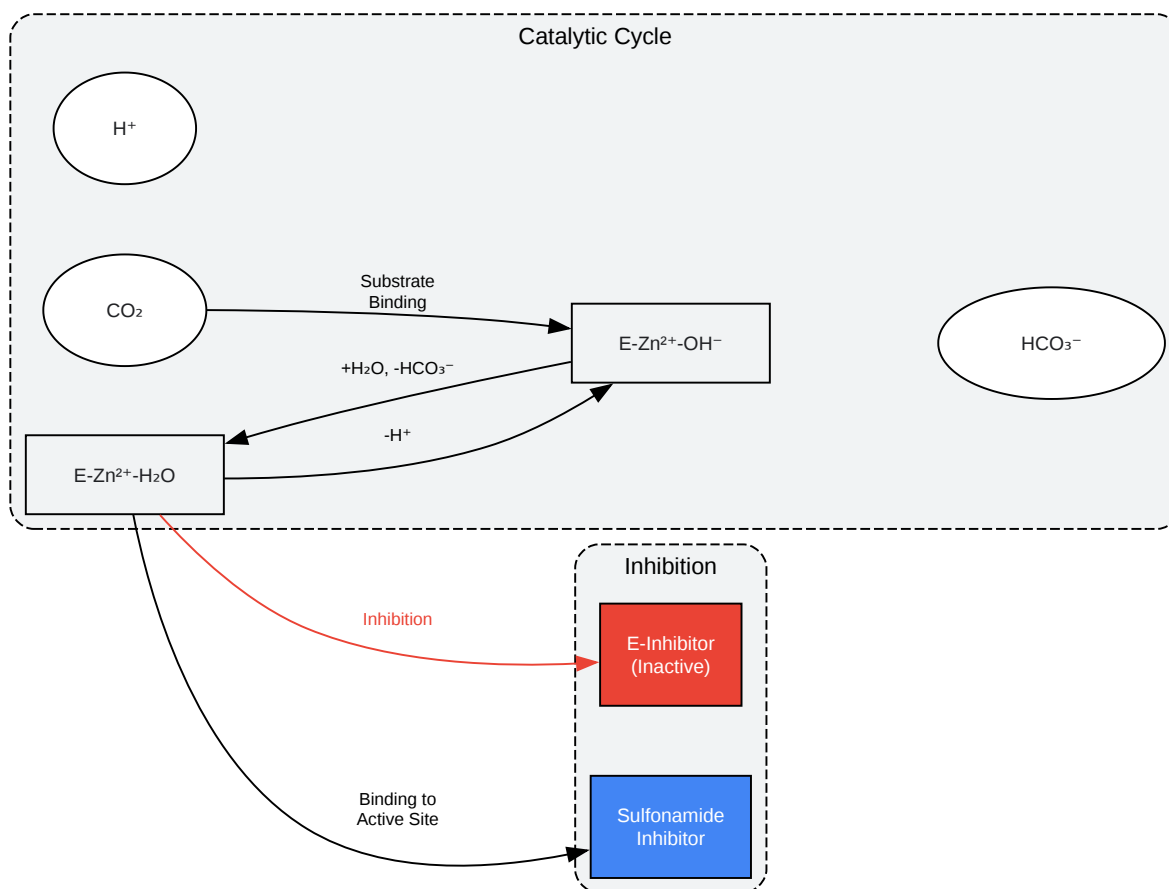 Catalytic Cycle
H⁺
CO₂
Substrate
Binding
E-Zn²⁺-OH⁻
HCO₃⁻
+H₂O, -HCO₃⁻
-H⁺
E-Zn²⁺-H₂O
Inhibition
Inhibition
E-Inhibitor
(Inactive)
Binding to
Active Site
Sulfonamide
Inhibitor